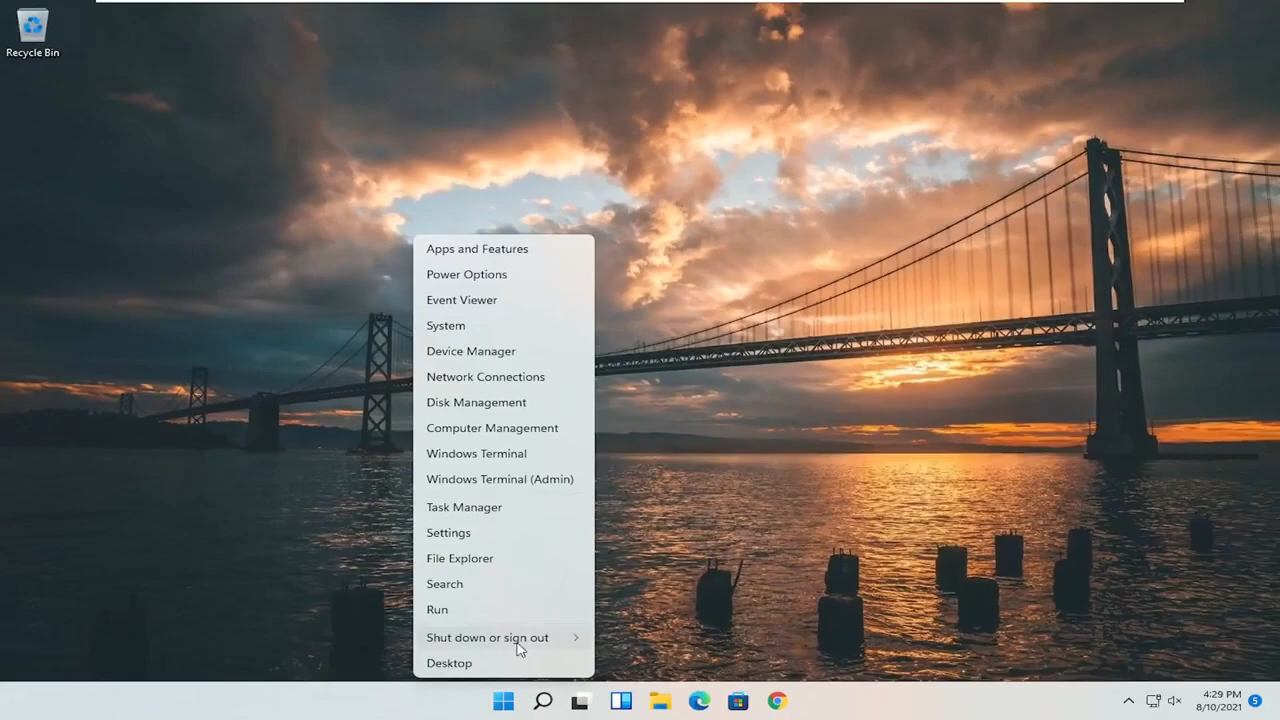 Recycle Bin
Apps and Features
Power Options
Event Viewer
System
Device Manager
Network Connections
Disk Management
Computer Management
Windows Terminal
Windows Terminal (Admin)
Task Manager
Settings
File Explorer
Search
Run
Shut down or sign out
Desktop
4:29 PM
8/10/2021
5